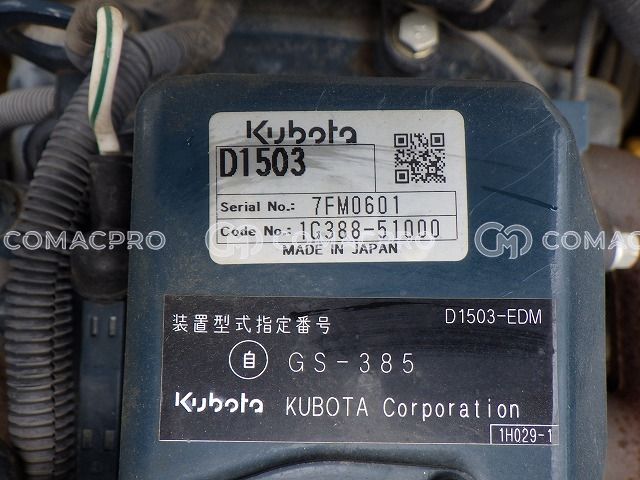 Kubota
D1503
Serial No.: 7FM0601
Code No.: 1G388-51000
MADE IN JAPAN
COMACPRO COMACPRO
装置型式指定番号 D1503-EDM
自 GS-385
Kubota KUBOTA Corporation
1H029-1